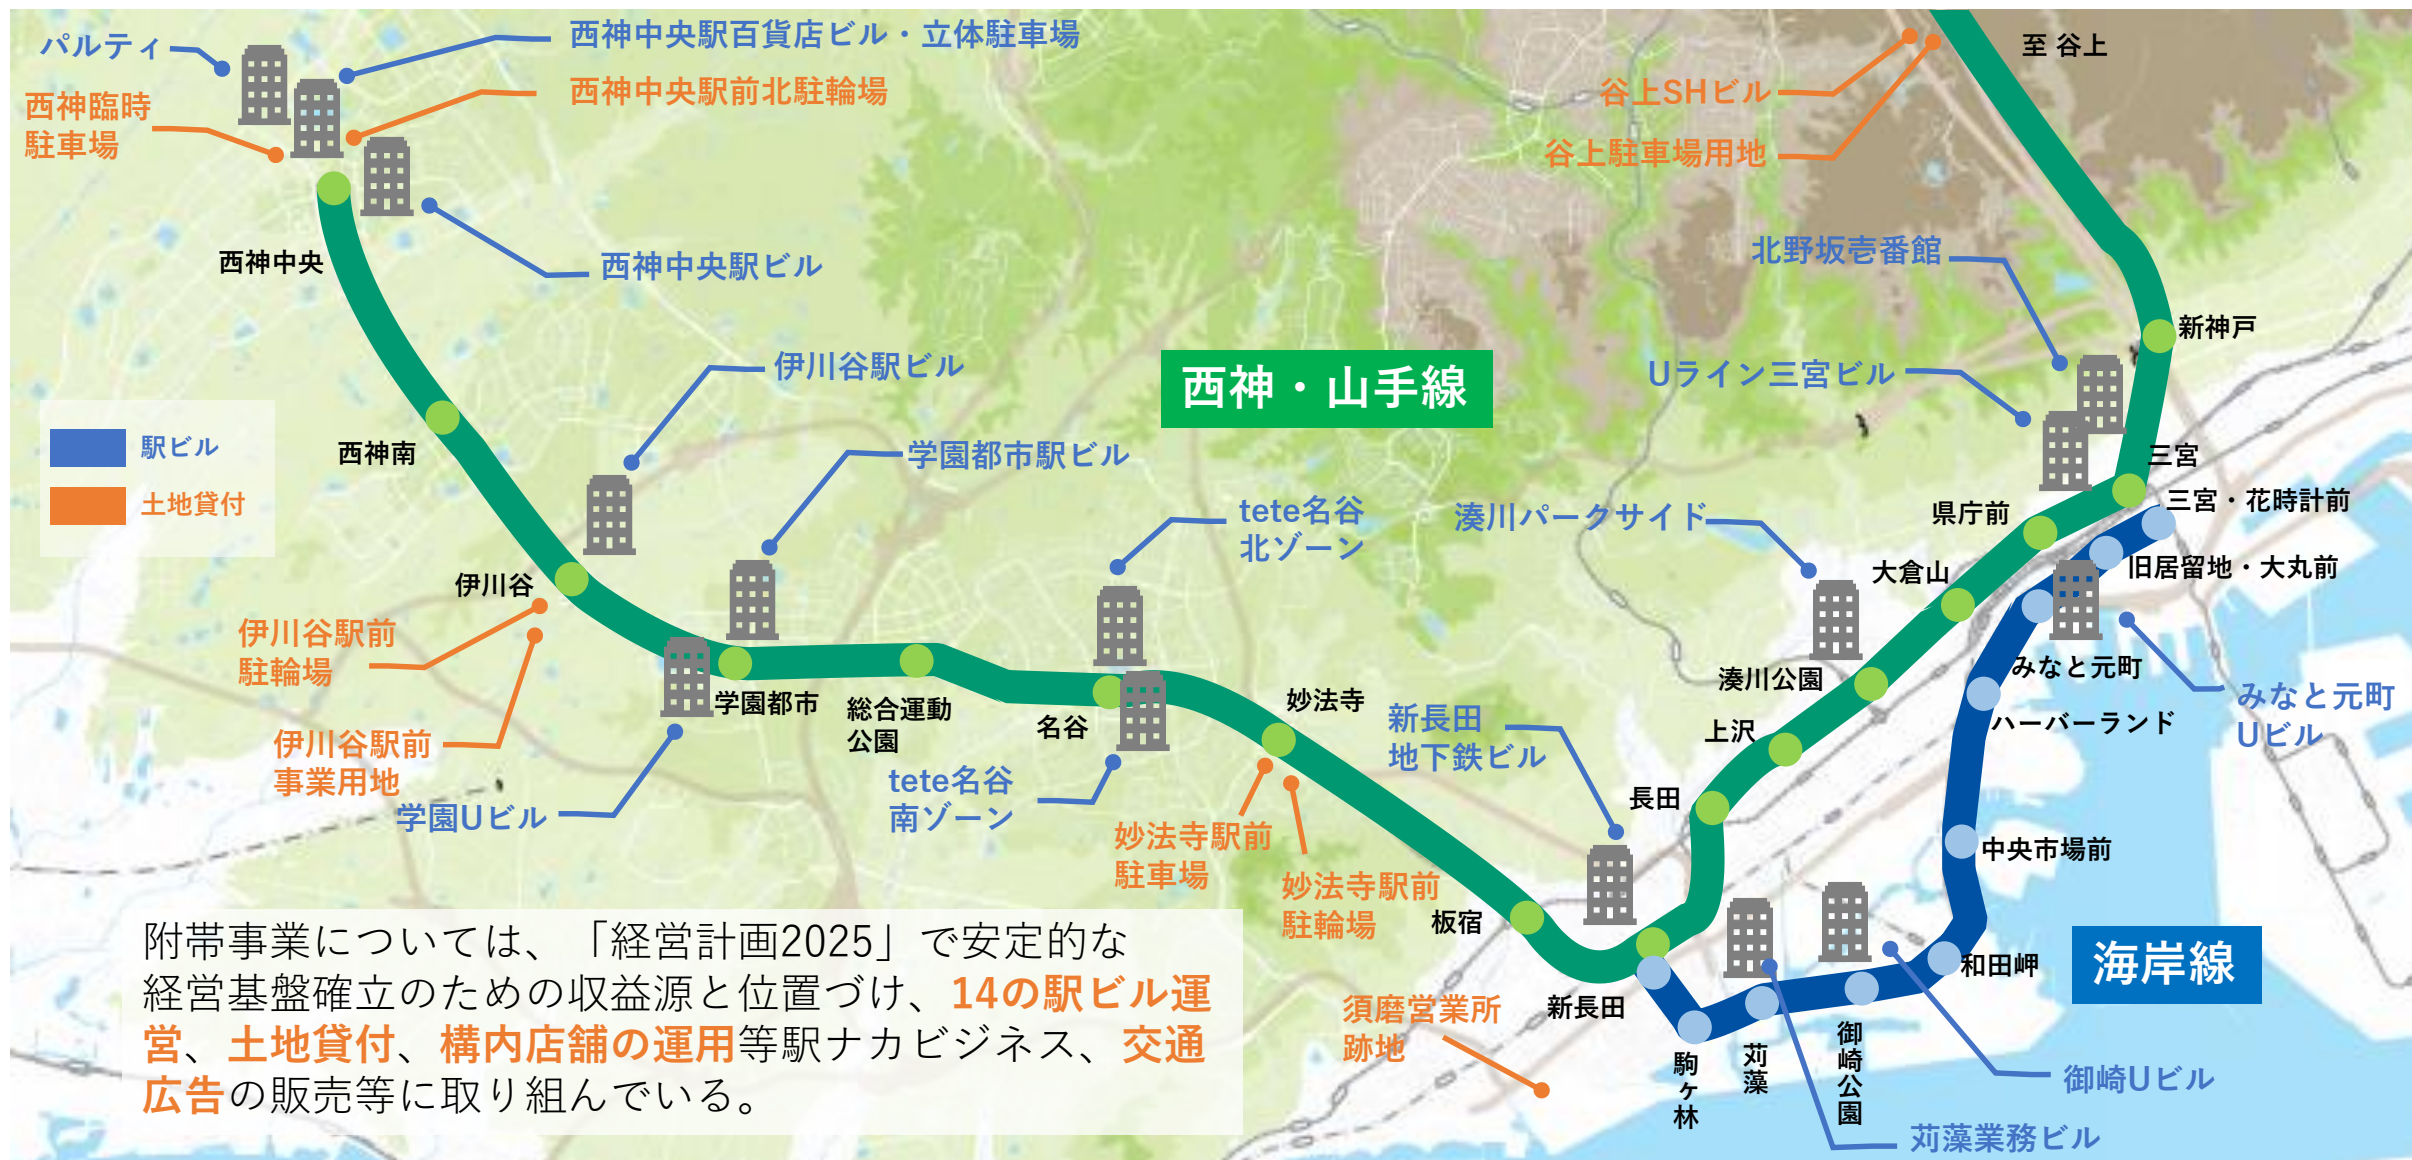 パルティ
西神中央駅百貨店ビル・立体駐車場
西神臨時
駐車場
西神中央駅前北駐輪場
西神中央
西神中央駅ビル
至 谷上
谷上SHビル
谷上駐車場用地
北野坂壱番館
新神戸
Uライン三宮ビル
西神・山手線
駅ビル
土地貸付
西神南
伊川谷駅ビル
学園都市駅ビル
tete名谷
北ゾーン
湊川パークサイド
三宮
三宮・花時計前
県庁前
旧居留地・大丸前
大倉山
伊川谷
伊川谷駅前
駐輪場
伊川谷駅前
事業用地
学園Uビル
学園都市
総合運動
公園
名谷
tete名谷
南ゾーン
妙法寺
妙法寺駅前
駐車場
妙法寺駅前
駐輪場
新長田
地下鉄ビル
湊川公園
上沢
長田
みなと元町
みなと元町
Uビル
ハーバーランド
中央市場前
板宿
新長田
和田岬
海岸線
須磨営業所
跡地
駒ヶ林
苅藻
御崎公園
御崎Uビル
苅藻業務ビル
附帯事業については、「経営計画2025」で安定的な
経営基盤確立のための収益源と位置づけ、14の駅ビル運
営、土地貸付、構内店舗の運用等駅ナカビジネス、交通
広告の販売等に取り組んでいる。